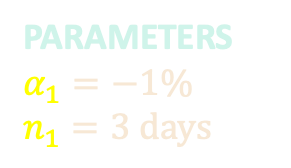 PARAMETERS
α₁ = −1%
n₁ = 3 days